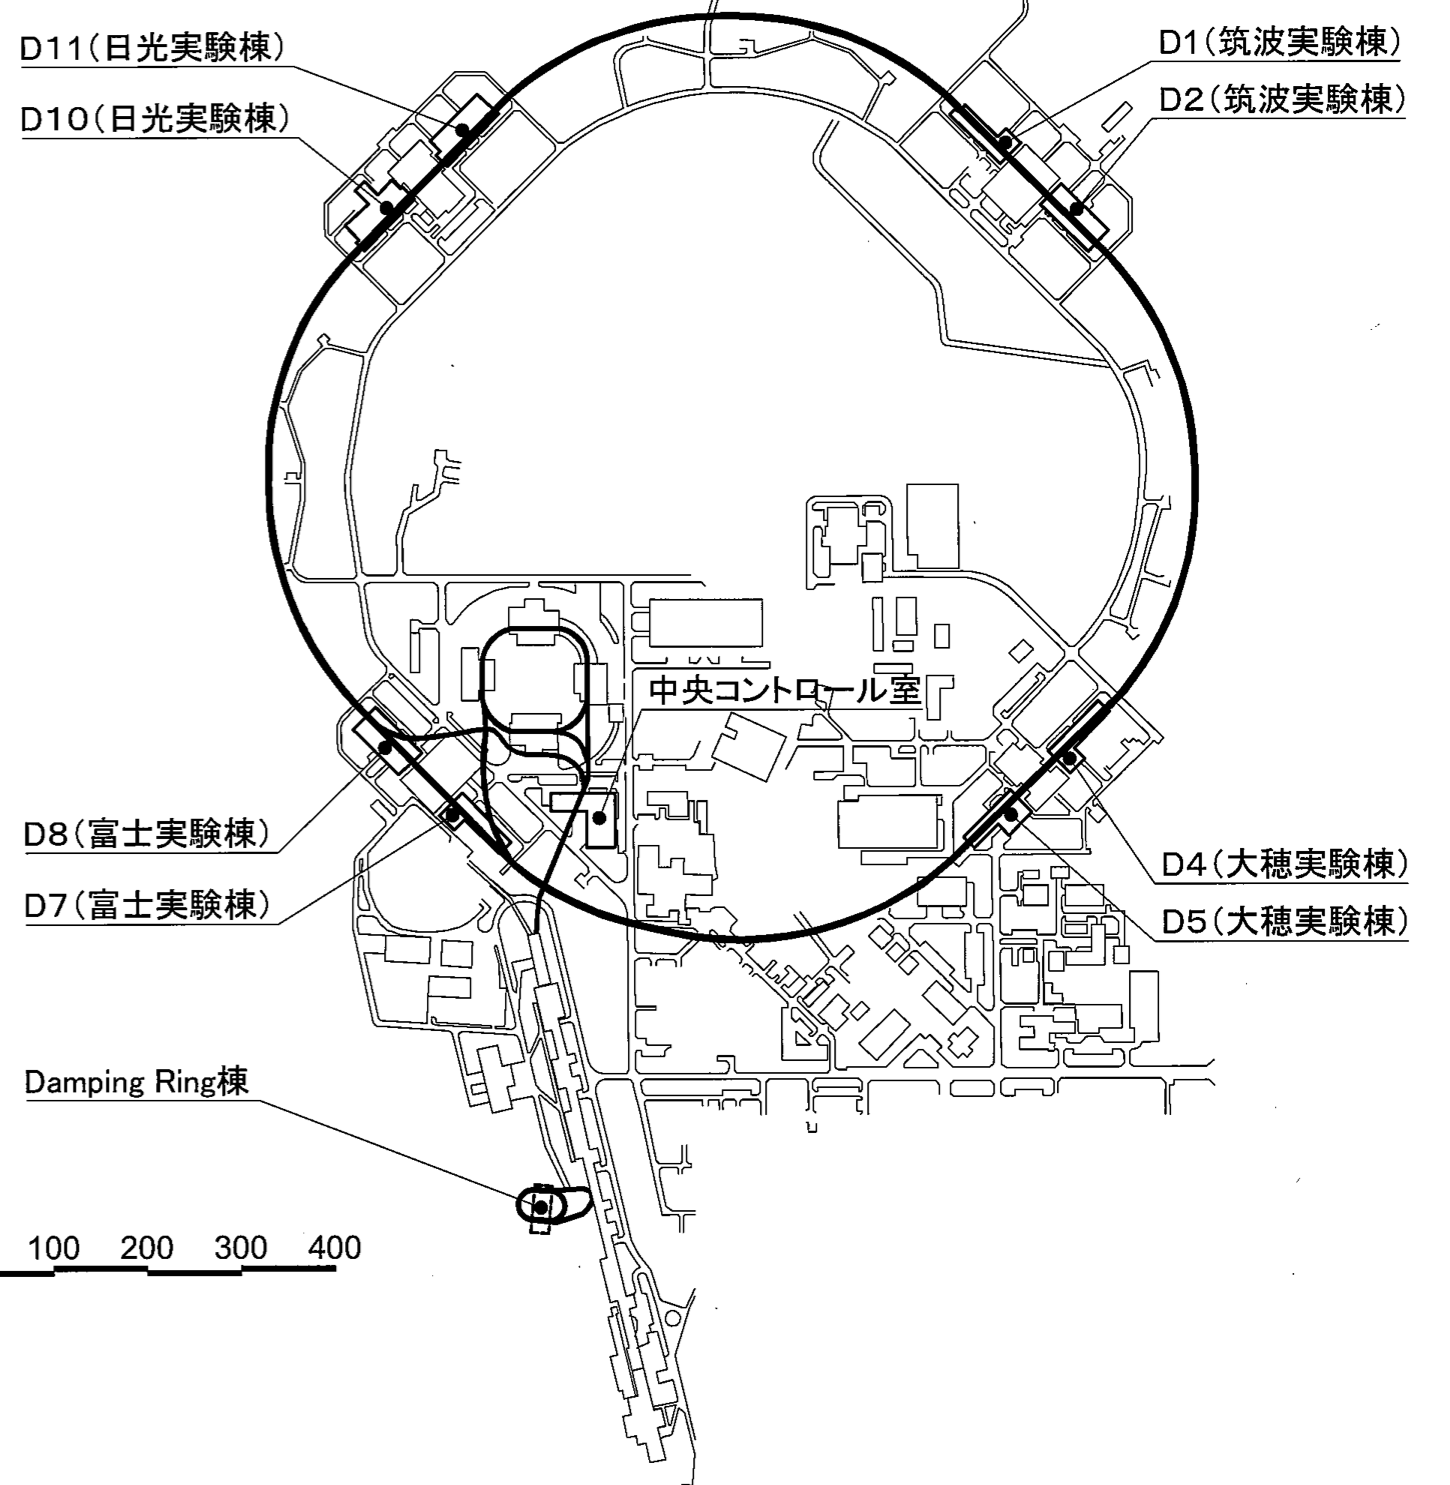 D11(日光実験棟)
D1(筑波実験棟)
D10(日光実験棟)
D2(筑波実験棟)
中央コントロール室
D8(富士実験棟)
D4(大穂実験棟)
D7(富士実験棟)
D5(大穂実験棟)
Damping Ring棟
100 200 300 400